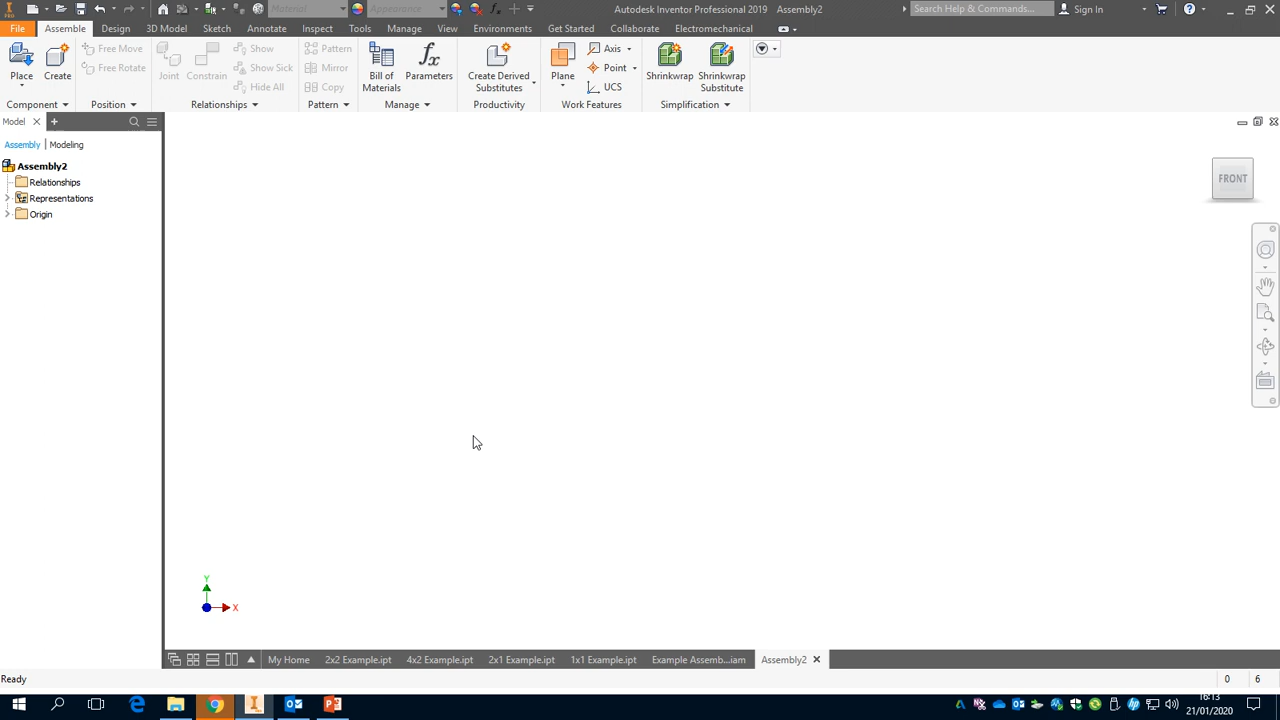 Material
Appearance
Autodesk Inventor Professional 2019 Assembly2
Search Help & Commands...
Sign In
File Assemble Design 3D Model Sketch Annotate Inspect Tools Manage View Environments Get Started Collaborate Electromechanical
Place
Create
Free Move
Free Rotate
Joint
Constrain
Show
Show Sick
Hide All
Pattern
Mirror
Copy
Bill of
Materials
fx
Parameters
Create Derived
Substitutes
Plane
Axis
Point
UCS
Shrinkwrap
Shrinkwrap
Substitute
Component Position Relationships Pattern Manage Productivity Work Features Simplification
Model
Assembly Modeling
Assembly2
Relationships
Representations
Origin
FRONT
Y
X
My Home 2x2 Example.ipt 4x2 Example.ipt 2x1 Example.ipt 1x1 Example.ipt Example Assemb...iam Assembly2
Ready
0 6
16:13
21/01/2020